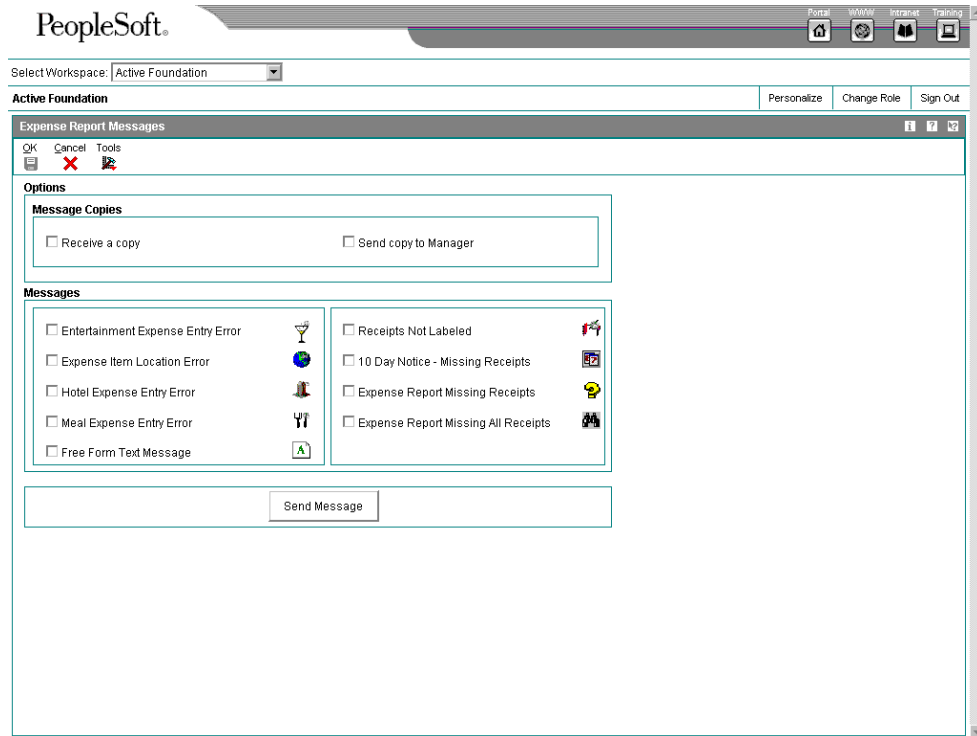 PeopleSoft®
Portal WWW Intranet Training
Select Workspace: Active Foundation
Active Foundation Personalize Change Role Sign Out
Expense Report Messages
OK Cancel Tools
Options
Message Copies
Receive a copy Send copy to Manager
Messages
Entertainment Expense Entry Error Receipts Not Labeled
Expense Item Location Error 10 Day Notice - Missing Receipts
Hotel Expense Entry Error Expense Report Missing Receipts
Meal Expense Entry Error Expense Report Missing All Receipts
Free Form Text Message
Send Message